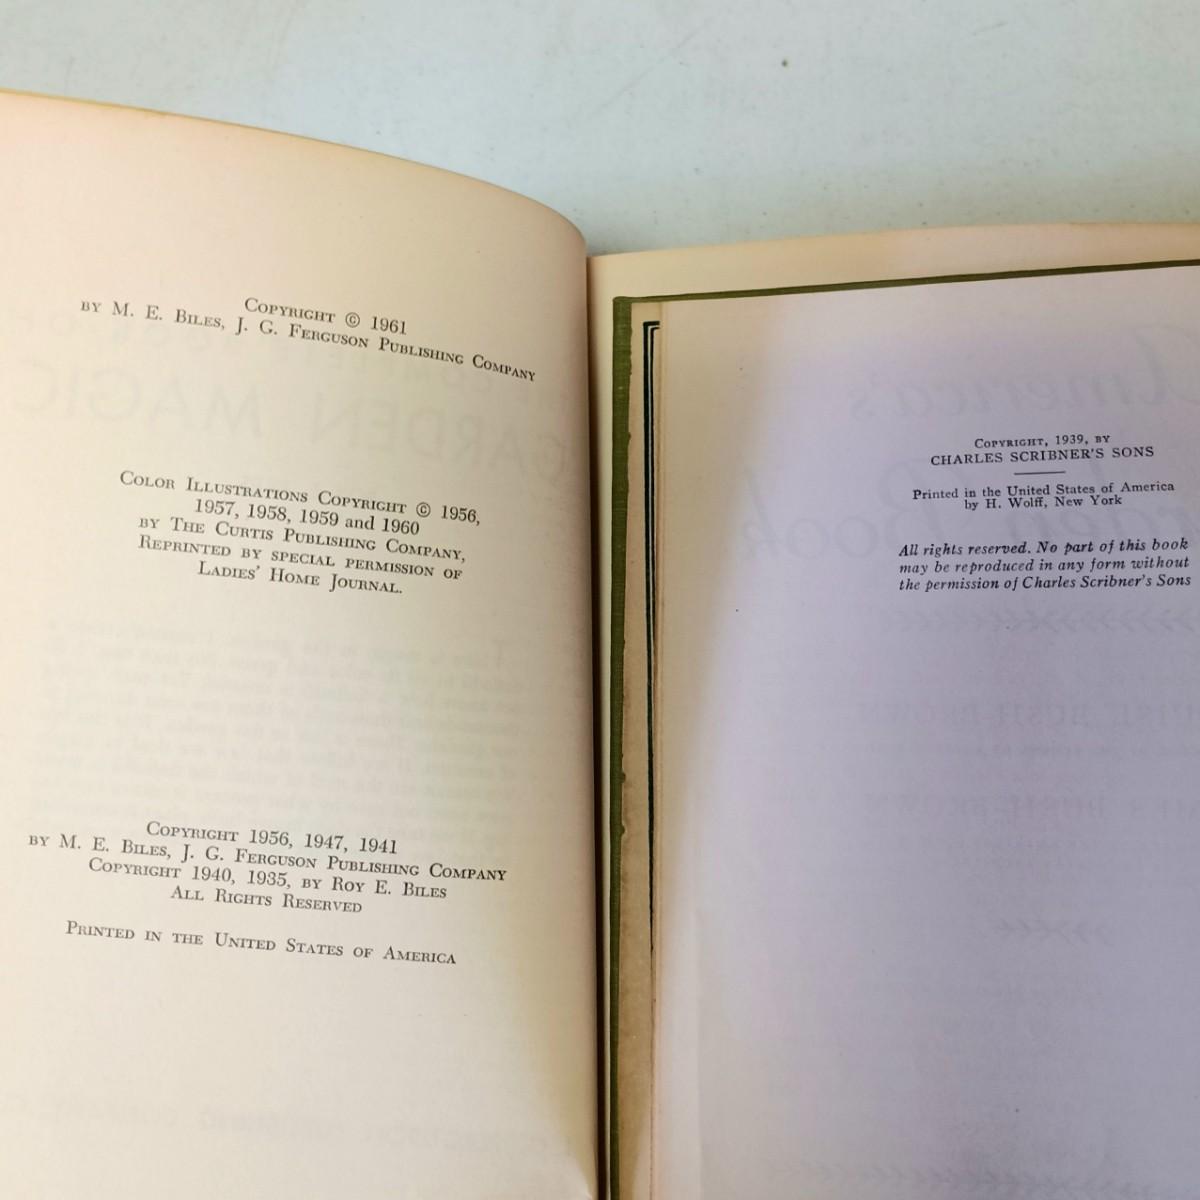 Copyright © 1961
by M. E. Biles, J. G. Ferguson Publishing Company
Color Illustrations Copyright © 1956,
1957, 1958, 1959 and 1960
by The Curtis Publishing Company,
Reprinted by special permission of
Ladies' Home Journal.
Copyright 1956, 1947, 1941
by M. E. Biles, J. G. Ferguson Publishing Company
Copyright 1940, 1935, by Roy E. Biles
All Rights Reserved
Printed in the United States of America
Copyright, 1939, by
CHARLES SCRIBNER'S SONS
Printed in the United States of America
by H. Wolff, New York
All rights reserved. No part of this book
may be reproduced in any form without
the permission of Charles Scribner's Sons